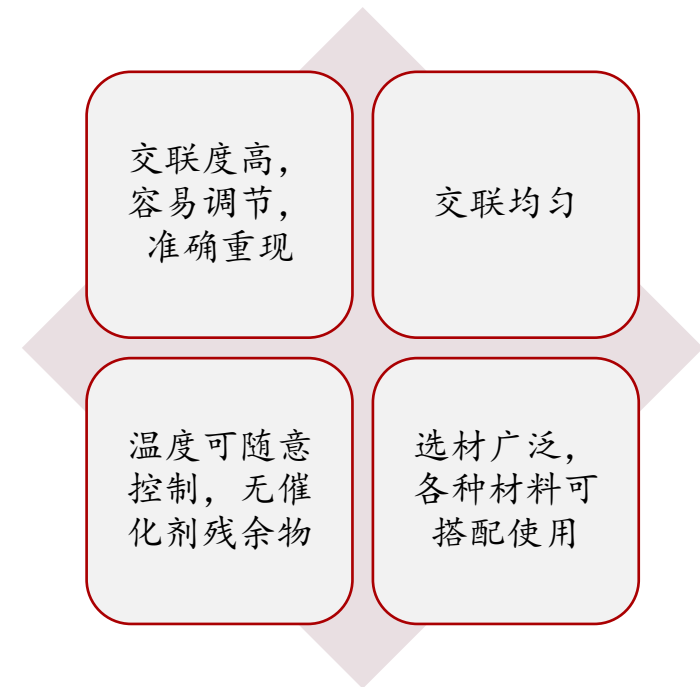 交联度高，
容易调节，
准确重现
交联均匀
温度可随意
控制，无催
化剂残余物
选材广泛，
各种材料可
搭配使用